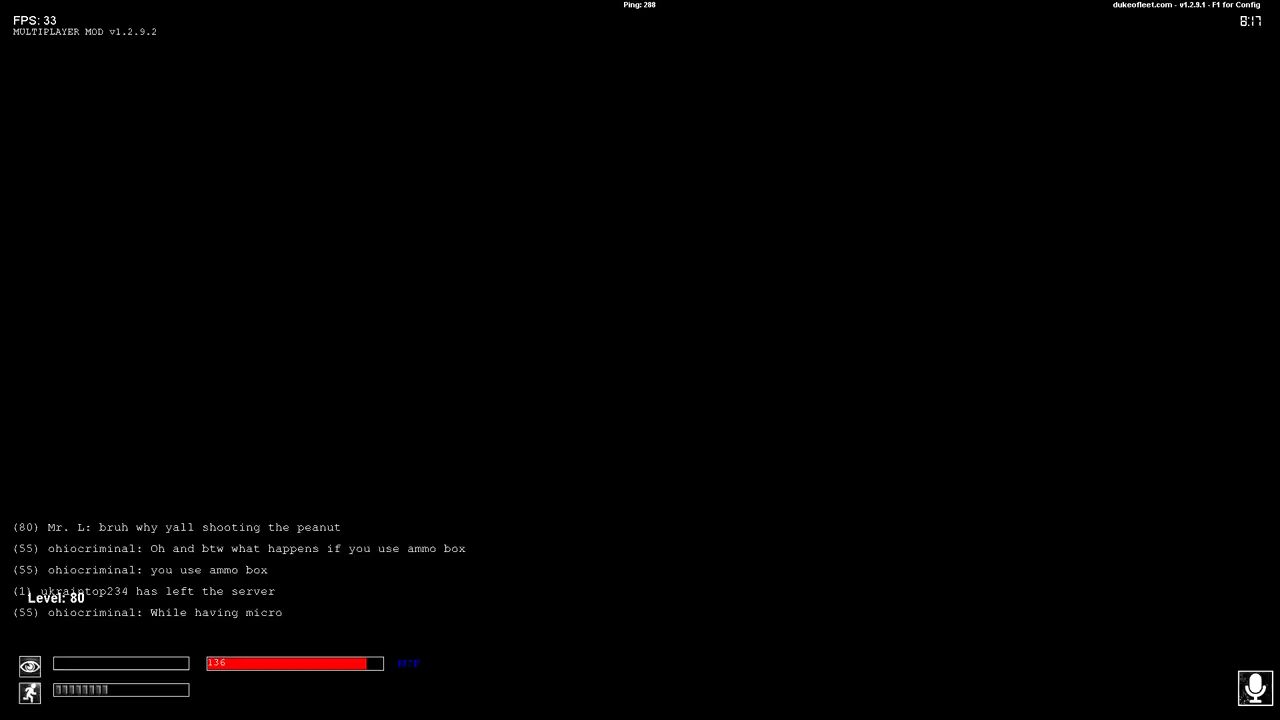 Ping: 288
dukeofleet.com - v1.2.9.1 - F1 for Config
FPS: 33
8:17
MULTIPLAYER MOD v1.2.9.2
(80) Mr. L: bruh why yall shooting the peanut
(55) ohiocriminal: Oh and btw what happens if you use ammo box
(55) ohiocriminal: you use ammo box
(1) ukraintop234 has left the server
Level: 80
(55) ohiocriminal: While having micro
136